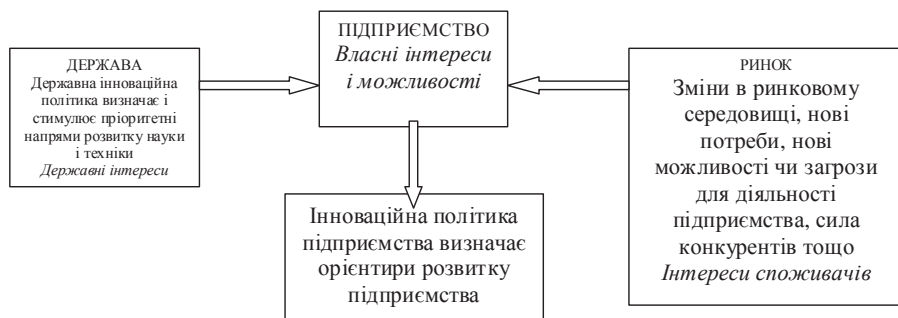 ДЕРЖАВА
Державна інноваційна
політика визначає і
стимулює пріоритетні
напрями розвитку науки
і техніки
Державні інтереси
ПІДПРИЄМСТВО
Власні інтереси
і можливості
РИНОК
Зміни в ринковому
середовищі, нові
потреби, нові
можливості чи загрози
для діяльності
підприємства, сила
конкурентів тощо
Інтереси споживачів
Інноваційна політика
підприємства визначає
орієнтири розвитку
підприємства